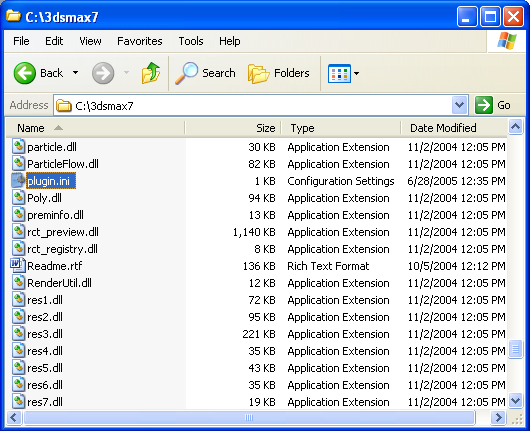 C:\3dsmax7
File Edit View Favorites Tools Help
Back Search Folders
Address C:\3dsmax7 Go
Name Size Type Date Modified
particle.dll 30 KB Application Extension 11/2/2004 12:05 PM
ParticleFlow.dll 82 KB Application Extension 11/2/2004 12:05 PM
plugin.ini 1 KB Configuration Settings 6/28/2005 12:35 PM
Poly.dll 94 KB Application Extension 11/2/2004 12:05 PM
preminfo.dll 13 KB Application Extension 11/2/2004 12:05 PM
rct_preview.dll 1,140 KB Application Extension 11/2/2004 12:05 PM
rct_registry.dll 8 KB Application Extension 11/2/2004 12:05 PM
Readme.rtf 136 KB Rich Text Format 10/5/2004 12:12 PM
RenderUtil.dll 12 KB Application Extension 11/2/2004 12:05 PM
res1.dll 72 KB Application Extension 11/2/2004 12:05 PM
res2.dll 95 KB Application Extension 11/2/2004 12:05 PM
res3.dll 221 KB Application Extension 11/2/2004 12:05 PM
res4.dll 35 KB Application Extension 11/2/2004 12:05 PM
res5.dll 43 KB Application Extension 11/2/2004 12:05 PM
res6.dll 35 KB Application Extension 11/2/2004 12:05 PM
res7.dll 19 KB Application Extension 11/2/2004 12:05 PM